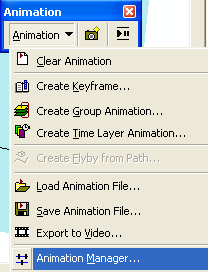 Animation
Animation
Clear Animation
Create Keyframe...
Create Group Animation...
Create Time Layer Animation...
Create Flyby from Path...
Load Animation File...
Save Animation File...
Export to Video...
Animation Manager...